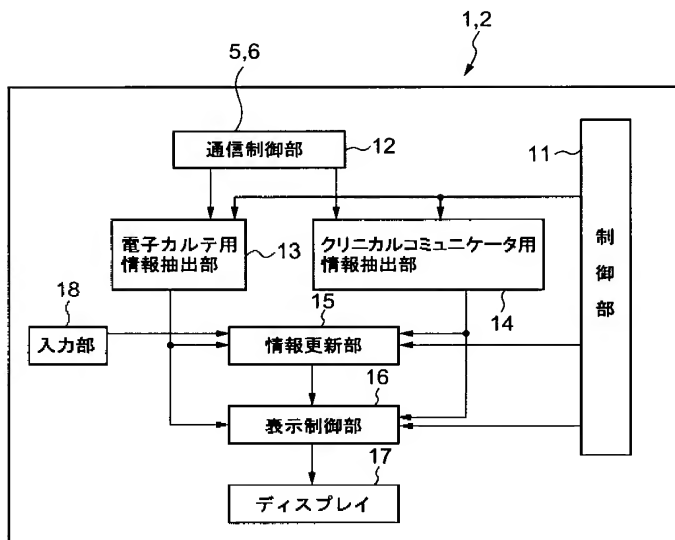 1,2
5,6
通信制御部
12
11
制御部
電子カルテ用
情報抽出部
13
クリニカルコミュニケータ用
情報抽出部
14
18
入力部
15
情報更新部
16
表示制御部
17
ディスプレイ